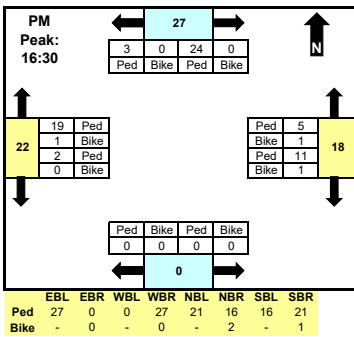 PM
Peak:
16:30
27
N
3 0 24 0
Ped Bike Ped Bike
22
19 Ped
1 Bike
2 Ped
0 Bike
Ped 5
Bike 1
Ped 11
Bike 1
18
Ped Bike Ped Bike
0 0 0 0
0
EBL EBR WBL WBR NBL NBR SBL SBR
Ped 27 0 0 27 21 16 16 21
Bike - 0 - 0 - 2 - 1